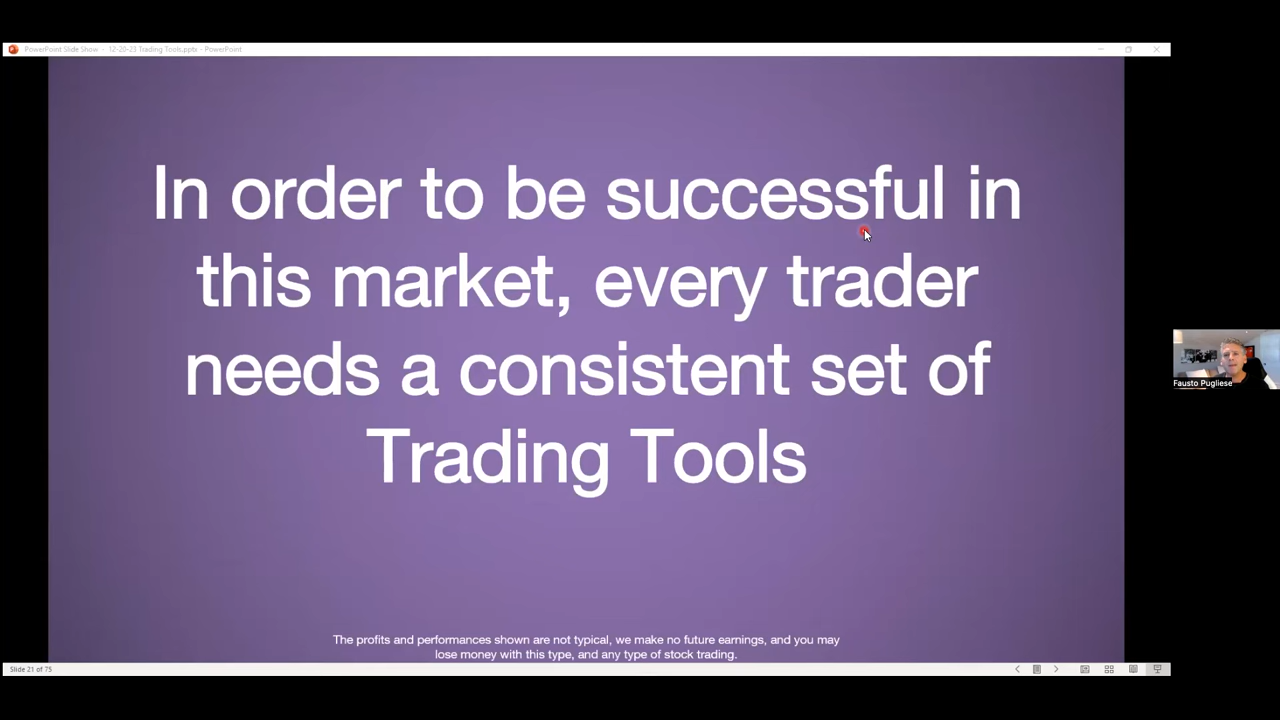 PowerPoint Slide Show - 12-20-23 Trading Tools.pptx - PowerPoint
In order to be successful in
this market, every trader
needs a consistent set of
Trading Tools
Fausto Pugliese
The profits and performances shown are not typical, we make no future earnings, and you may
lose money with this type, and any type of stock trading.
Slide 21 of 75